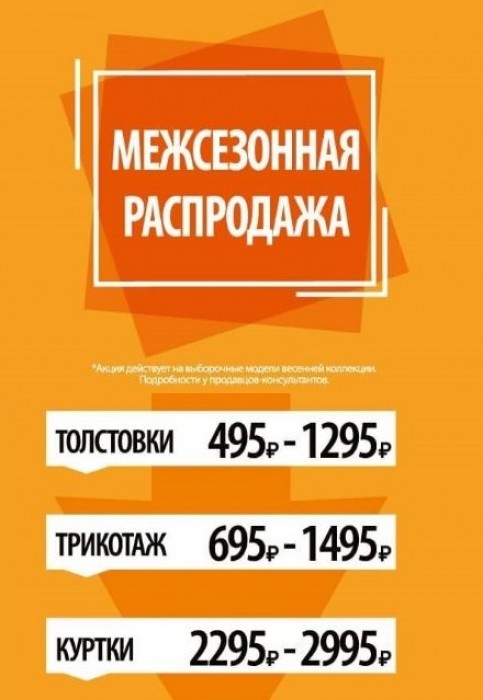 МЕЖСЕЗОННАЯ
РАСПРОДАЖА
*Акция действует на выборочные модели весенней коллекции.
Подробности у продавцов-консультантов.
ТОЛСТОВКИ 495₽-1295₽
ТРИКОТАЖ 695₽-1495₽
КУРТКИ 2295₽-2995₽